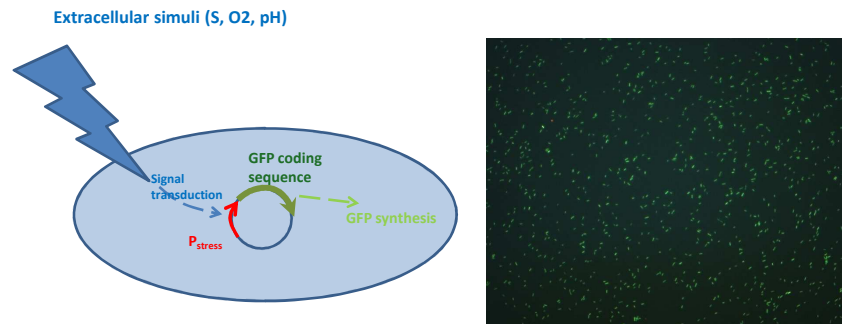 Extracellular simuli (S, O2, pH)
GFP coding
sequence
Signal
transduction
GFP synthesis
Pstress